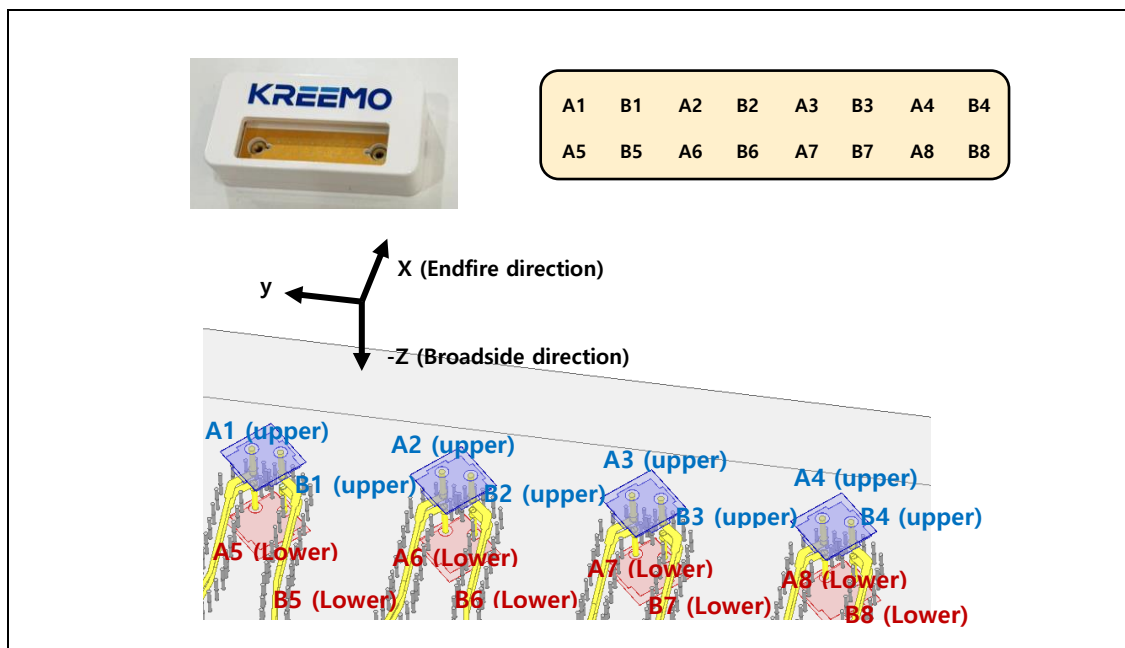 KREEMO
A1 B1 A2 B2 A3 B3 A4 B4
A5 B5 A6 B6 A7 B7 A8 B8
X (Endfire direction)
y
-Z (Broadside direction)
A1 (upper)
B1 (upper)
A2 (upper)
B2 (upper)
A3 (upper)
B3 (upper)
A4 (upper)
B4 (upper)
A5 (Lower)
B5 (Lower)
A6 (Lower)
B6 (Lower)
A7 (Lower)
B7 (Lower)
A8 (Lower)
B8 (Lower)